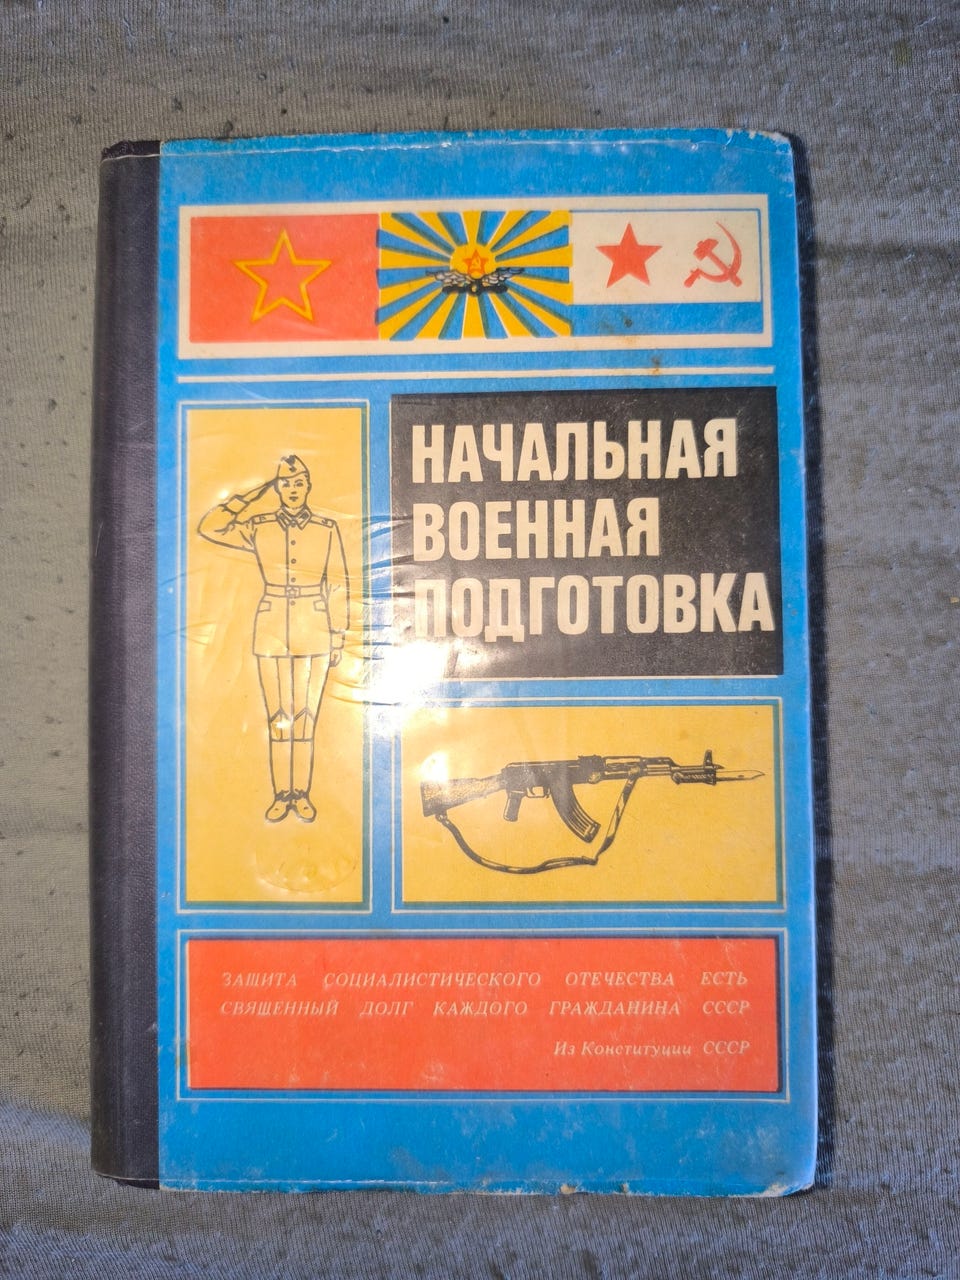 НАЧАЛЬНАЯ
ВОЕННАЯ
ПОДГОТОВКА
ЗАЩИТА СОЦИАЛИСТИЧЕСКОГО ОТЕЧЕСТВА ЕСТЬ
СВЯЩЕННЫЙ ДОЛГ КАЖДОГО ГРАЖДАНИНА СССР
Из Конституции СССР